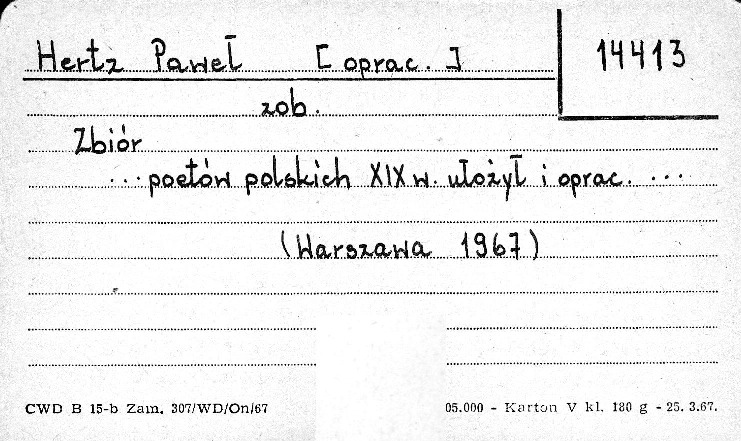 Hertz Paweł [oprac.] 14413
zob.
Zbiór
...poetów polskich XIX w. ułożył i oprac. ...
(Warszawa 1967)
CWD B 15-b Zam. 307/WD/On/67 05.000 - Karton V kl. 180 g - 25. 3.67.